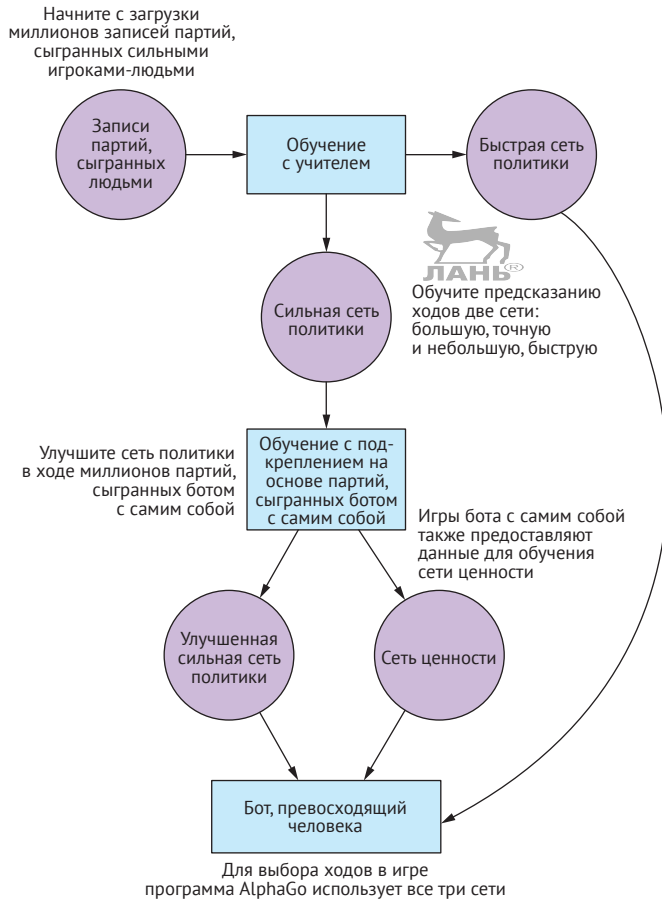 Начните с загрузки
миллионов записей партий,
сыгранных сильными
игроками-людьми
Записи
партий,
сыгранных
людьми
Обучение
с учителем
Быстрая сеть
политики
ЛАНЬ®
Сильная сеть
политики
Обучите предсказанию
ходов две сети:
большую, точную
и небольшую, быструю
Улучшите сеть политики
в ходе миллионов партий,
сыгранных ботом
с самим собой
Обучение с под-
креплением на
основе партий,
сыгранных ботом
с самим собой
Игры бота с самим собой
также предоставляют
данные для обучения
сети ценности
Улучшенная
сильная сеть
политики
Сеть ценности
Бот, превосходящий
человека
Для выбора ходов в игре
программа AlphaGo использует все три сети